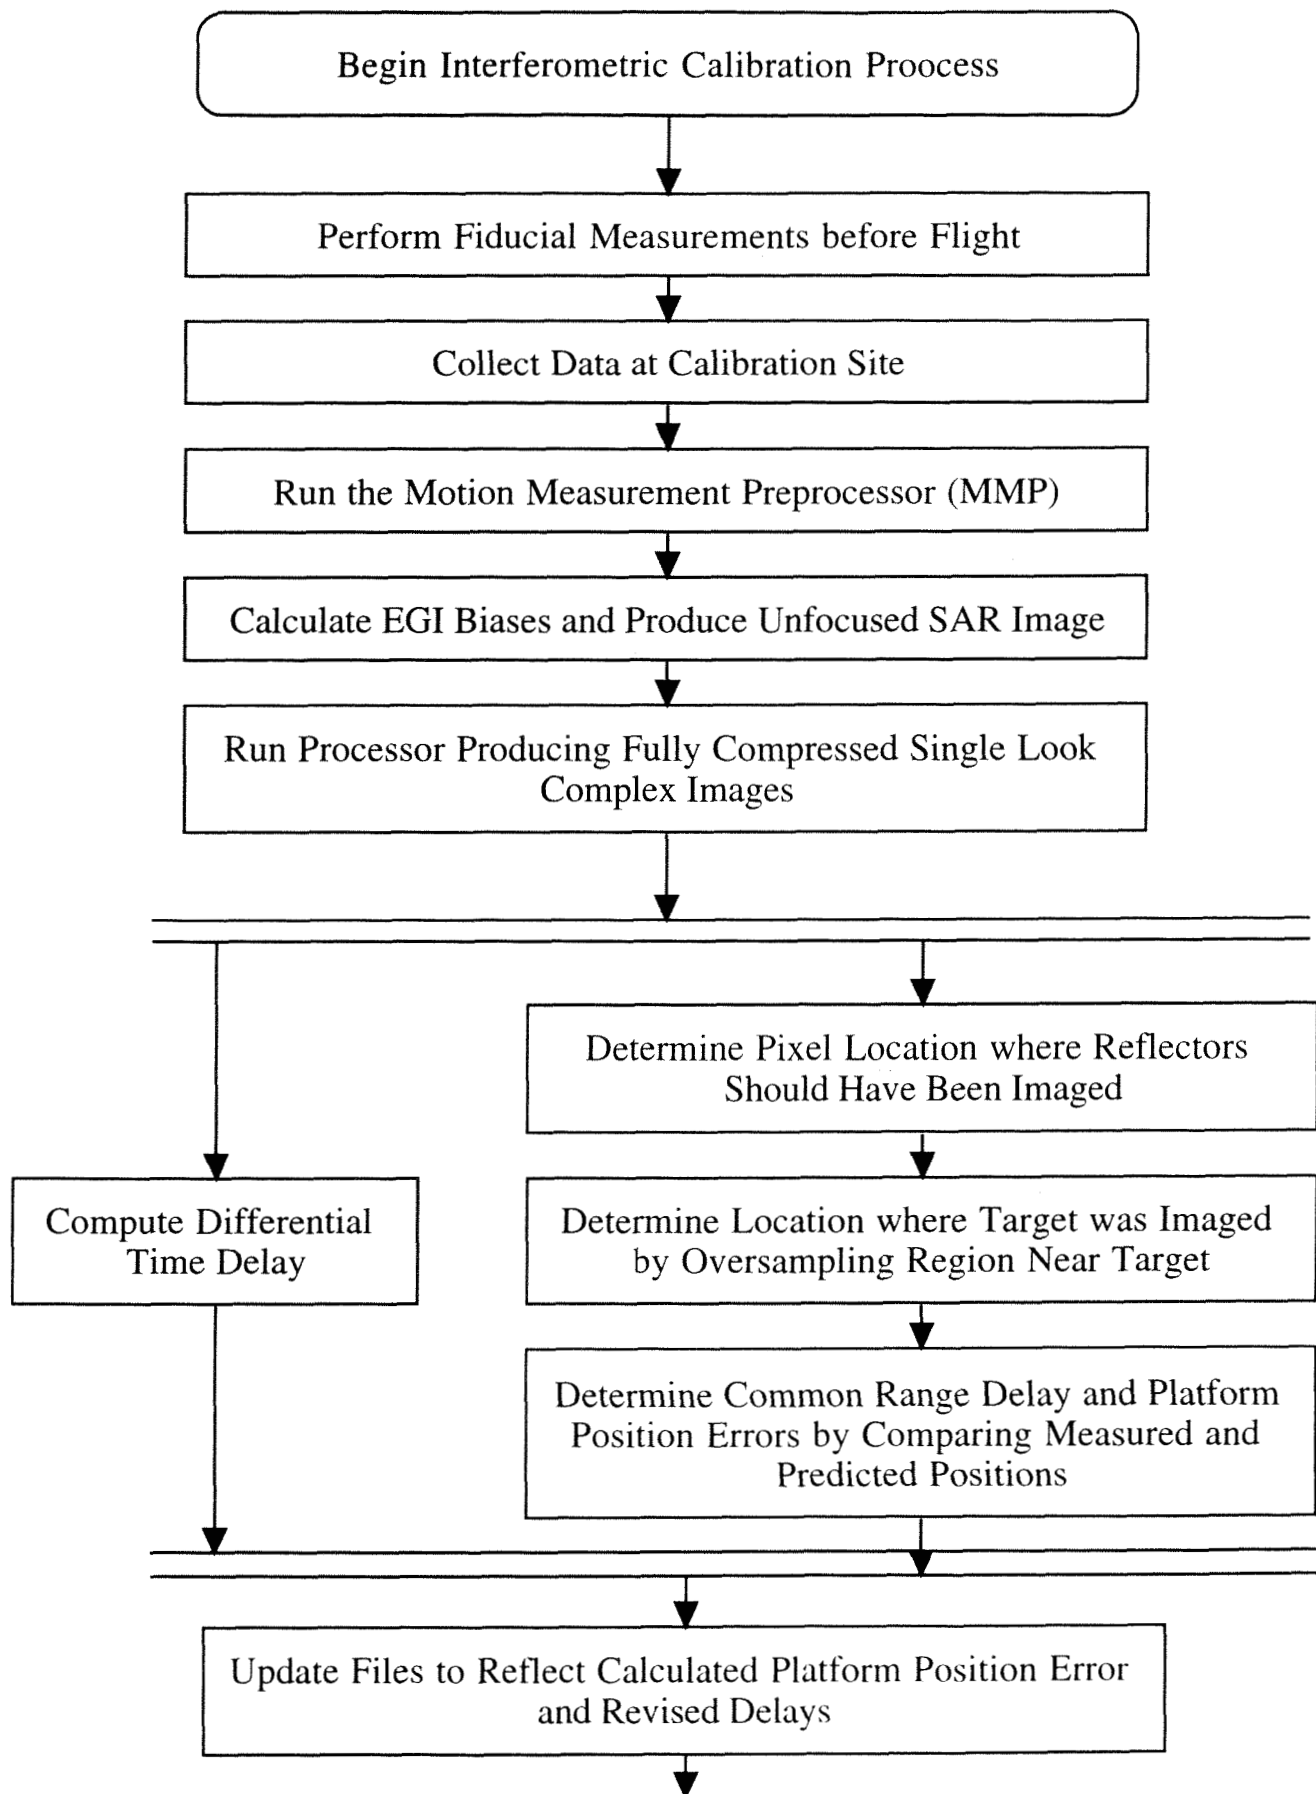 Begin Interferometric Calibration Proocess
Perform Fiducial Measurements before Flight
Collect Data at Calibration Site
Run the Motion Measurement Preprocessor (MMP)
Calculate EGI Biases and Produce Unfocused SAR Image
Run Processor Producing Fully Compressed Single Look
Complex Images
Determine Pixel Location where Reflectors
Should Have Been Imaged
Compute Differential
Time Delay
Determine Location where Target was Imaged
by Oversampling Region Near Target
Determine Common Range Delay and Platform
Position Errors by Comparing Measured and
Predicted Positions
Update Files to Reflect Calculated Platform Position Error
and Revised Delays